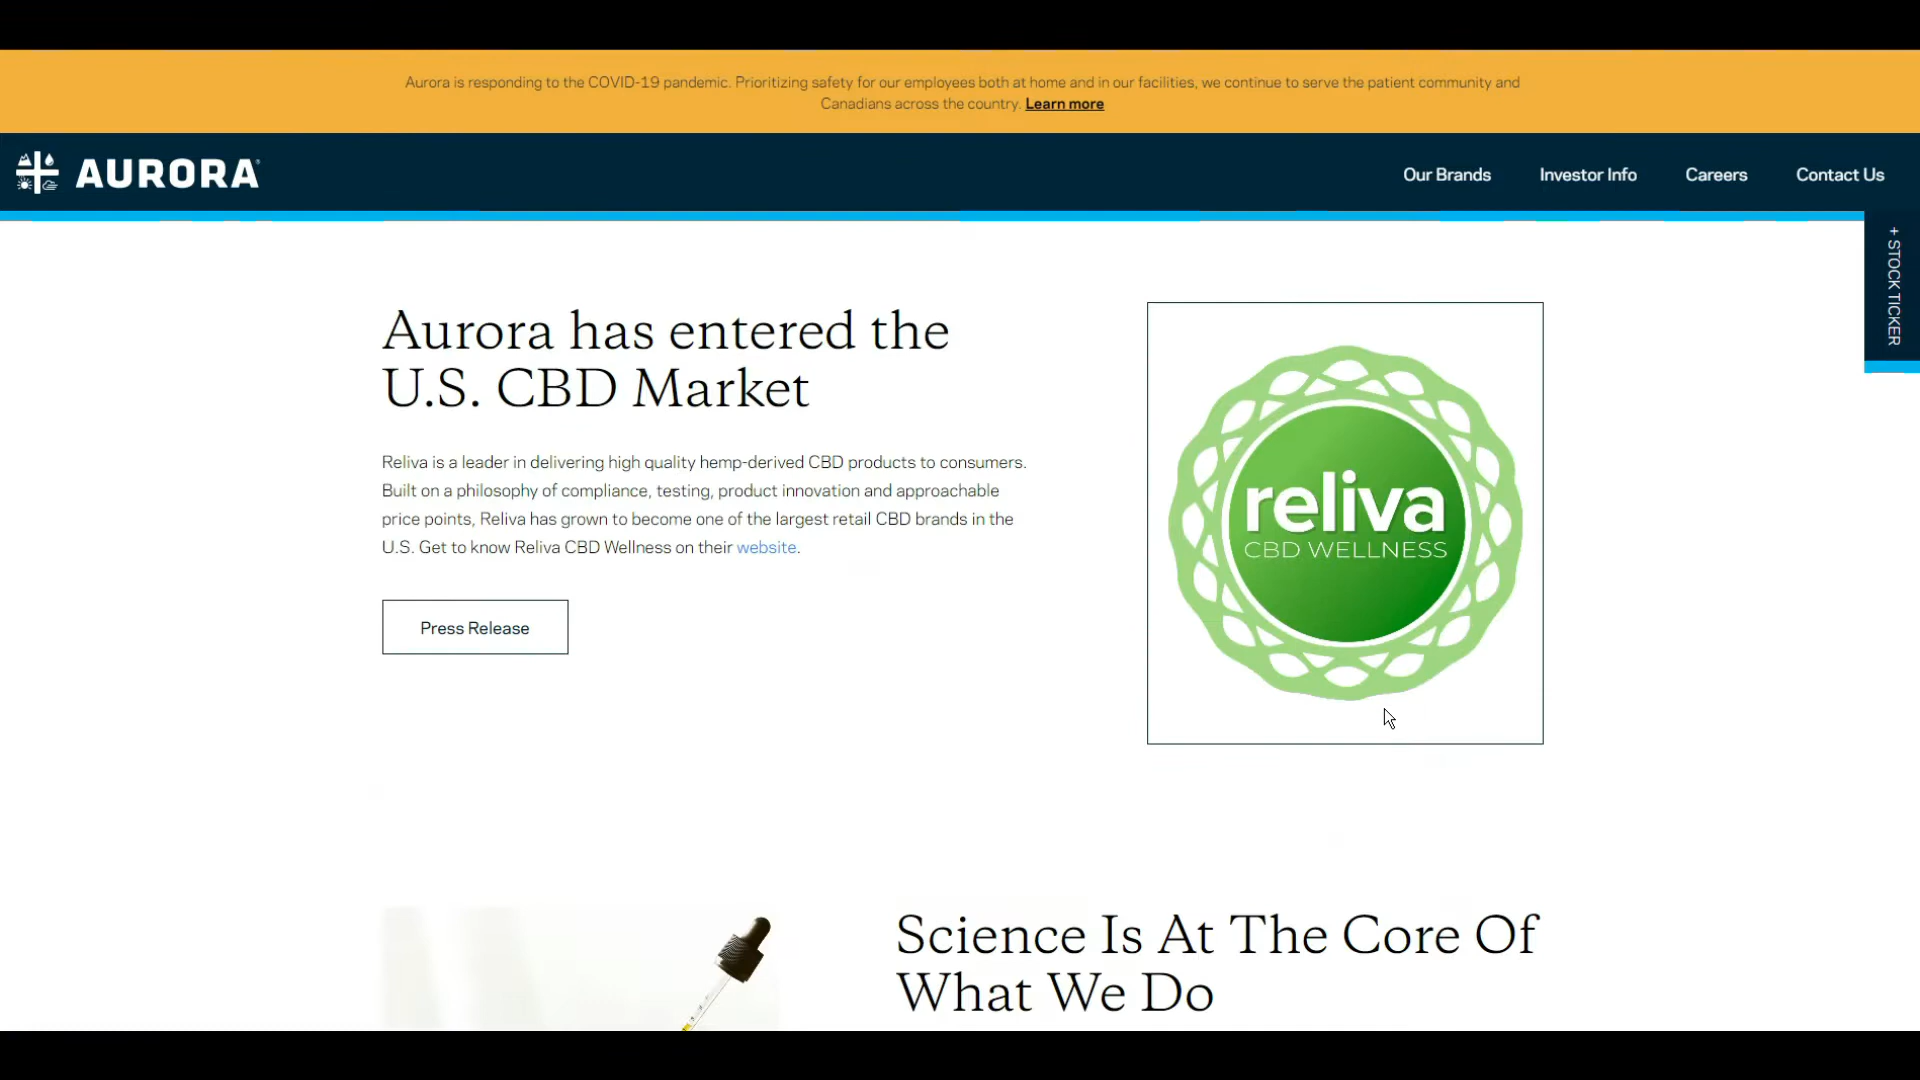 Aurora is responding to the COVID-19 pandemic. Prioritizing safety for our employees both at home and in our facilities, we continue to serve the patient community and
Canadians across the country. Learn more
AURORA
Our Brands
Investor Info
Careers
Contact Us
+ STOCK TICKER
Aurora has entered the
U.S. CBD Market
Reliva is a leader in delivering high quality hemp-derived CBD products to consumers.
Built on a philosophy of compliance, testing, product innovation and approachable
price points, Reliva has grown to become one of the largest retail CBD brands in the
U.S. Get to know Reliva CBD Wellness on their website.
Press Release
reliva
CBD WELLNESS
Science Is At The Core Of
What We Do